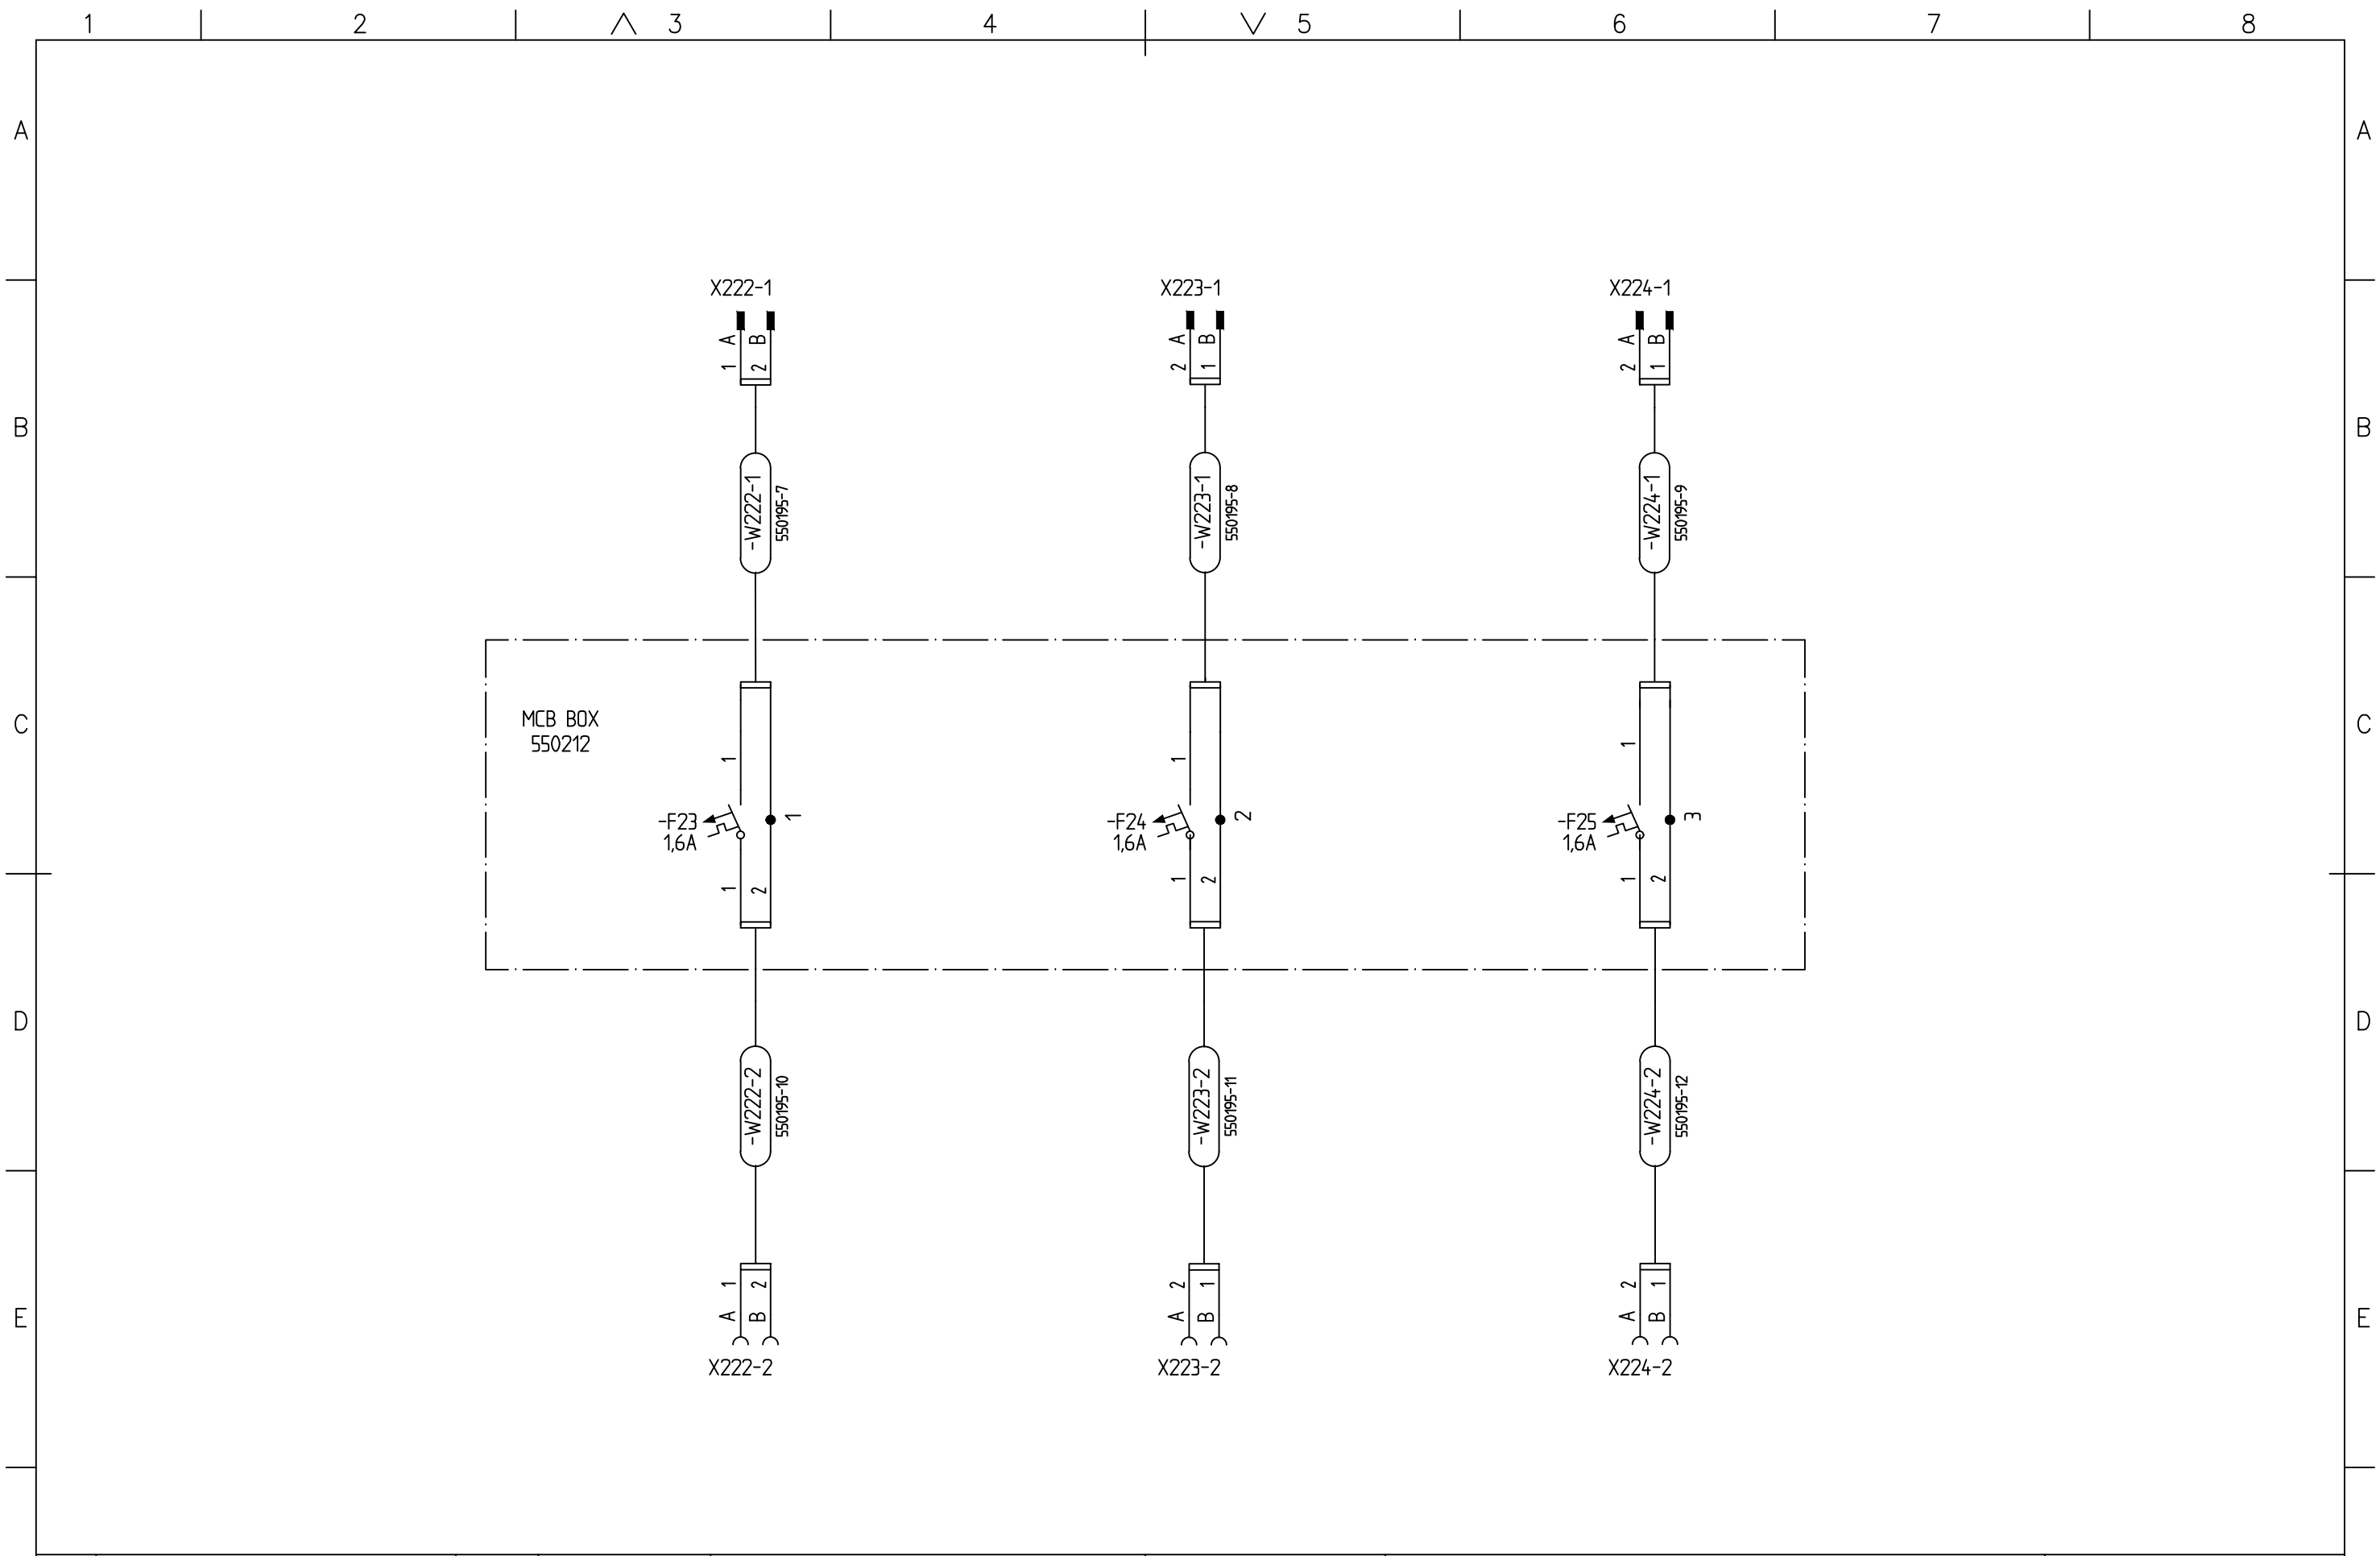 1 2 3 4 5 6 7 8
A A
X222-1 X223-1 X224-1
A B A B A B
1 2 2 1 2 1
B B
-W222-1 550195-7 -W223-1 550195-8 -W224-1 550195-9
MCB BOX
550212
C C
1 1 1
-F23 1 -F24 2 -F25 3
1,6A 1,6A 1,6A
1 2 1 2 1 2
D D
-W222-2 550195-10 -W223-2 550195-11 -W224-2 550195-12
1 2 2 1 2 1
A B A B A B
E E
X222-2 X223-2 X224-2